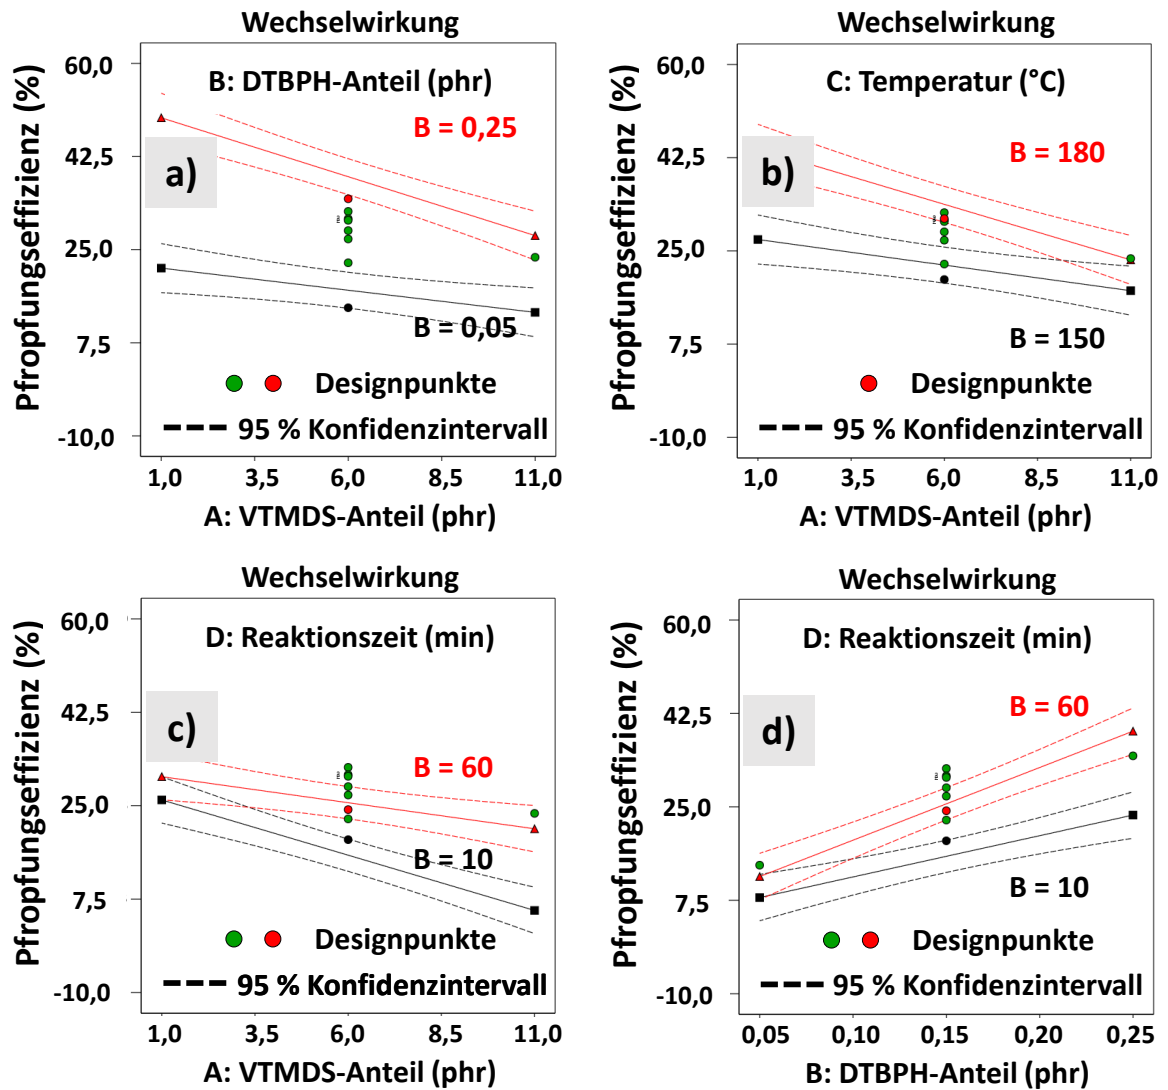 Wechselwirkung
Pfropfungseffizienz (%)
60,0
42,5
25,0
7,5
-10,0
B: DTBPH-Anteil (phr)
B = 0,25
a)
B = 0,05
Designpunkte
95 % Konfidenzintervall
1,0 3,5 6,0 8,5 11,0
A: VTMDS-Anteil (phr)
Wechselwirkung
Pfropfungseffizienz (%)
60,0
42,5
25,0
7,5
-10,0
C: Temperatur (°C)
B = 180
b)
B = 150
Designpunkte
95 % Konfidenzintervall
1,0 3,5 6,0 8,5 11,0
A: VTMDS-Anteil (phr)
Wechselwirkung
Pfropfungseffizienz (%)
60,0
42,5
25,0
7,5
-10,0
D: Reaktionszeit (min)
c)
B = 60
B = 10
Designpunkte
95 % Konfidenzintervall
1,0 3,5 6,0 8,5 11,0
A: VTMDS-Anteil (phr)
Wechselwirkung
Pfropfungseffizienz (%)
60,0
42,5
25,0
7,5
-10,0
D: Reaktionszeit (min)
B = 60
d)
B = 10
Designpunkte
95 % Konfidenzintervall
0,05 0,10 0,15 0,20 0,25
B: DTBPH-Anteil (phr)